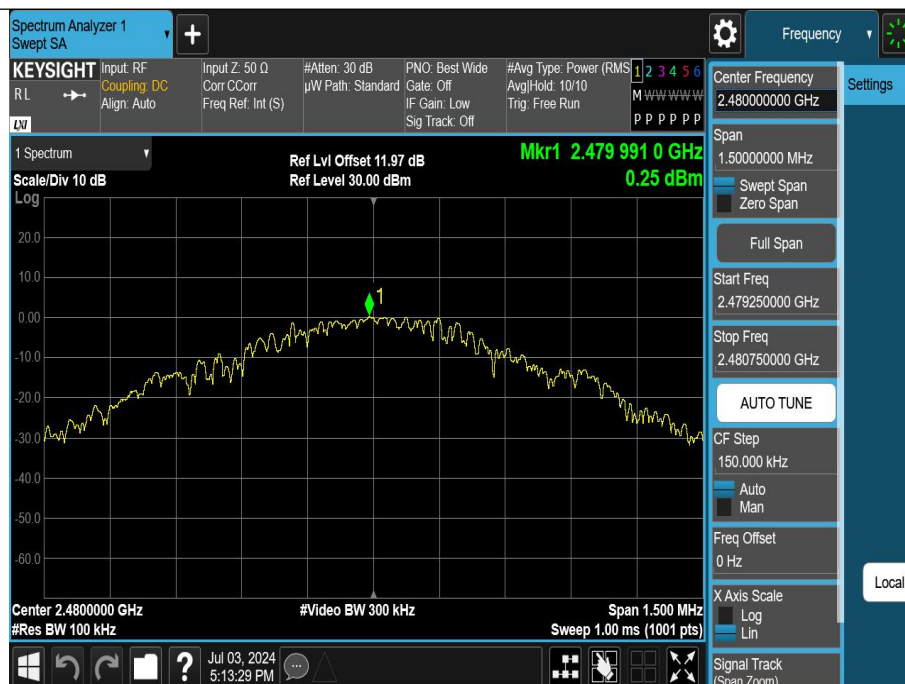 Spectrum Analyzer 1
Swept SA
Frequency
KEYSIGHT
RL
LXI
Input: RF
Coupling: DC
Align: Auto
Input Z: 50 Ω
Corr CCorr
Freq Ref: Int (S)
#Atten: 30 dB
µW Path: Standard
PNO: Best Wide
Gate: Off
IF Gain: Low
Sig Track: Off
#Avg Type: Power (RMS
Avg|Hold: 10/10
Trig: Free Run
1 2 3 4 5 6
M W W W W W
P P P P P P
1 Spectrum
Scale/Div 10 dB
Log
Ref Lvl Offset 11.97 dB
Ref Level 30.00 dBm
Mkr1 2.479 991 0 GHz
0.25 dBm
20.0
10.0
0.00
-10.0
-20.0
-30.0
-40.0
-50.0
-60.0
1
Center 2.4800000 GHz
#Res BW 100 kHz
#Video BW 300 kHz
Span 1.500 MHz
Sweep 1.00 ms (1001 pts)
Jul 03, 2024
5:13:29 PM
Center Frequency
2.480000000 GHz
Span
1.50000000 MHz
Swept Span
Zero Span
Full Span
Start Freq
2.479250000 GHz
Stop Freq
2.480750000 GHz
AUTO TUNE
CF Step
150.000 kHz
Auto
Man
Freq Offset
0 Hz
X Axis Scale
Log
Lin
Signal Track
(Span Zoom)
Settings
Local